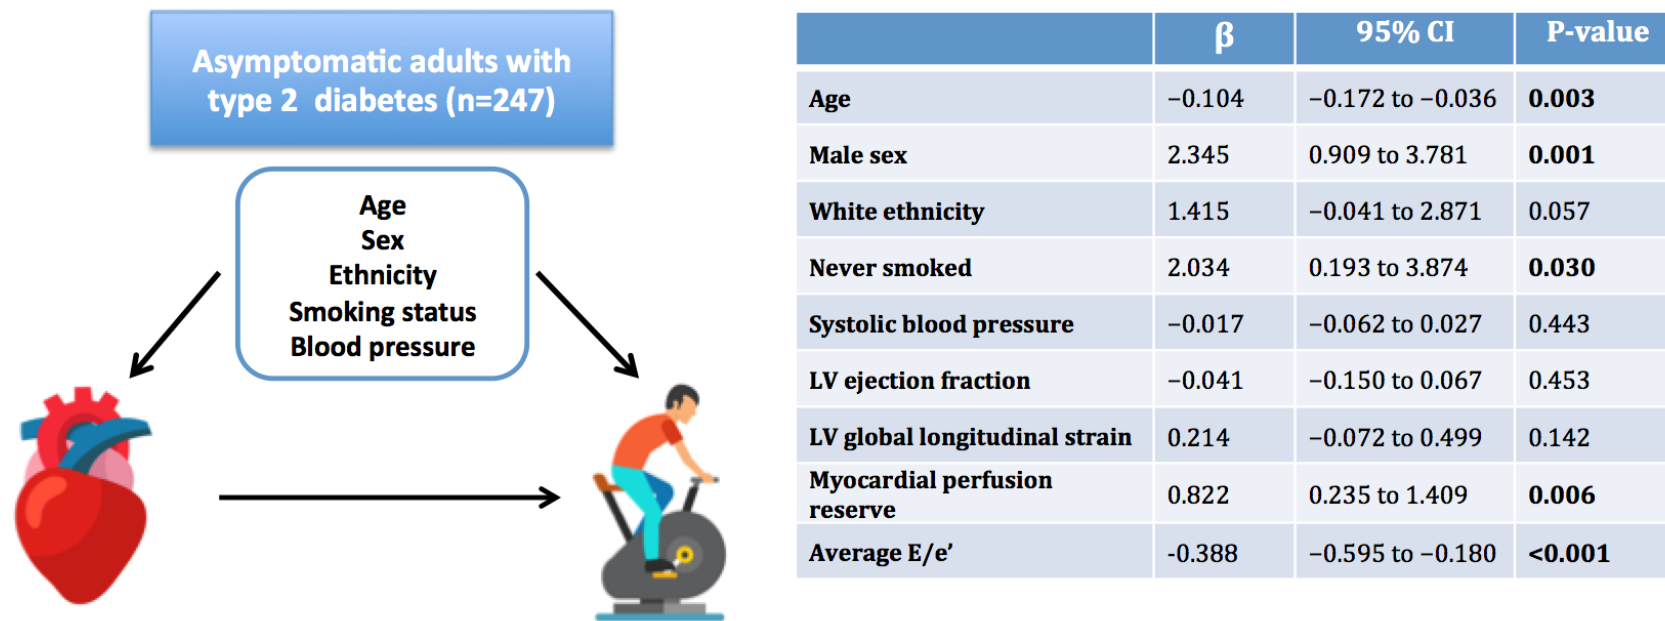 Asymptomatic adults with
type 2 diabetes (n=247)
Age
Sex
Ethnicity
Smoking status
Blood pressure
β 95% CI P-value
Age −0.104 −0.172 to −0.036 0.003
Male sex 2.345 0.909 to 3.781 0.001
White ethnicity 1.415 −0.041 to 2.871 0.057
Never smoked 2.034 0.193 to 3.874 0.030
Systolic blood pressure −0.017 −0.062 to 0.027 0.443
LV ejection fraction −0.041 −0.150 to 0.067 0.453
LV global longitudinal strain 0.214 −0.072 to 0.499 0.142
Myocardial perfusion
reserve 0.822 0.235 to 1.409 0.006
Average E/e’ -0.388 −0.595 to −0.180 <0.001